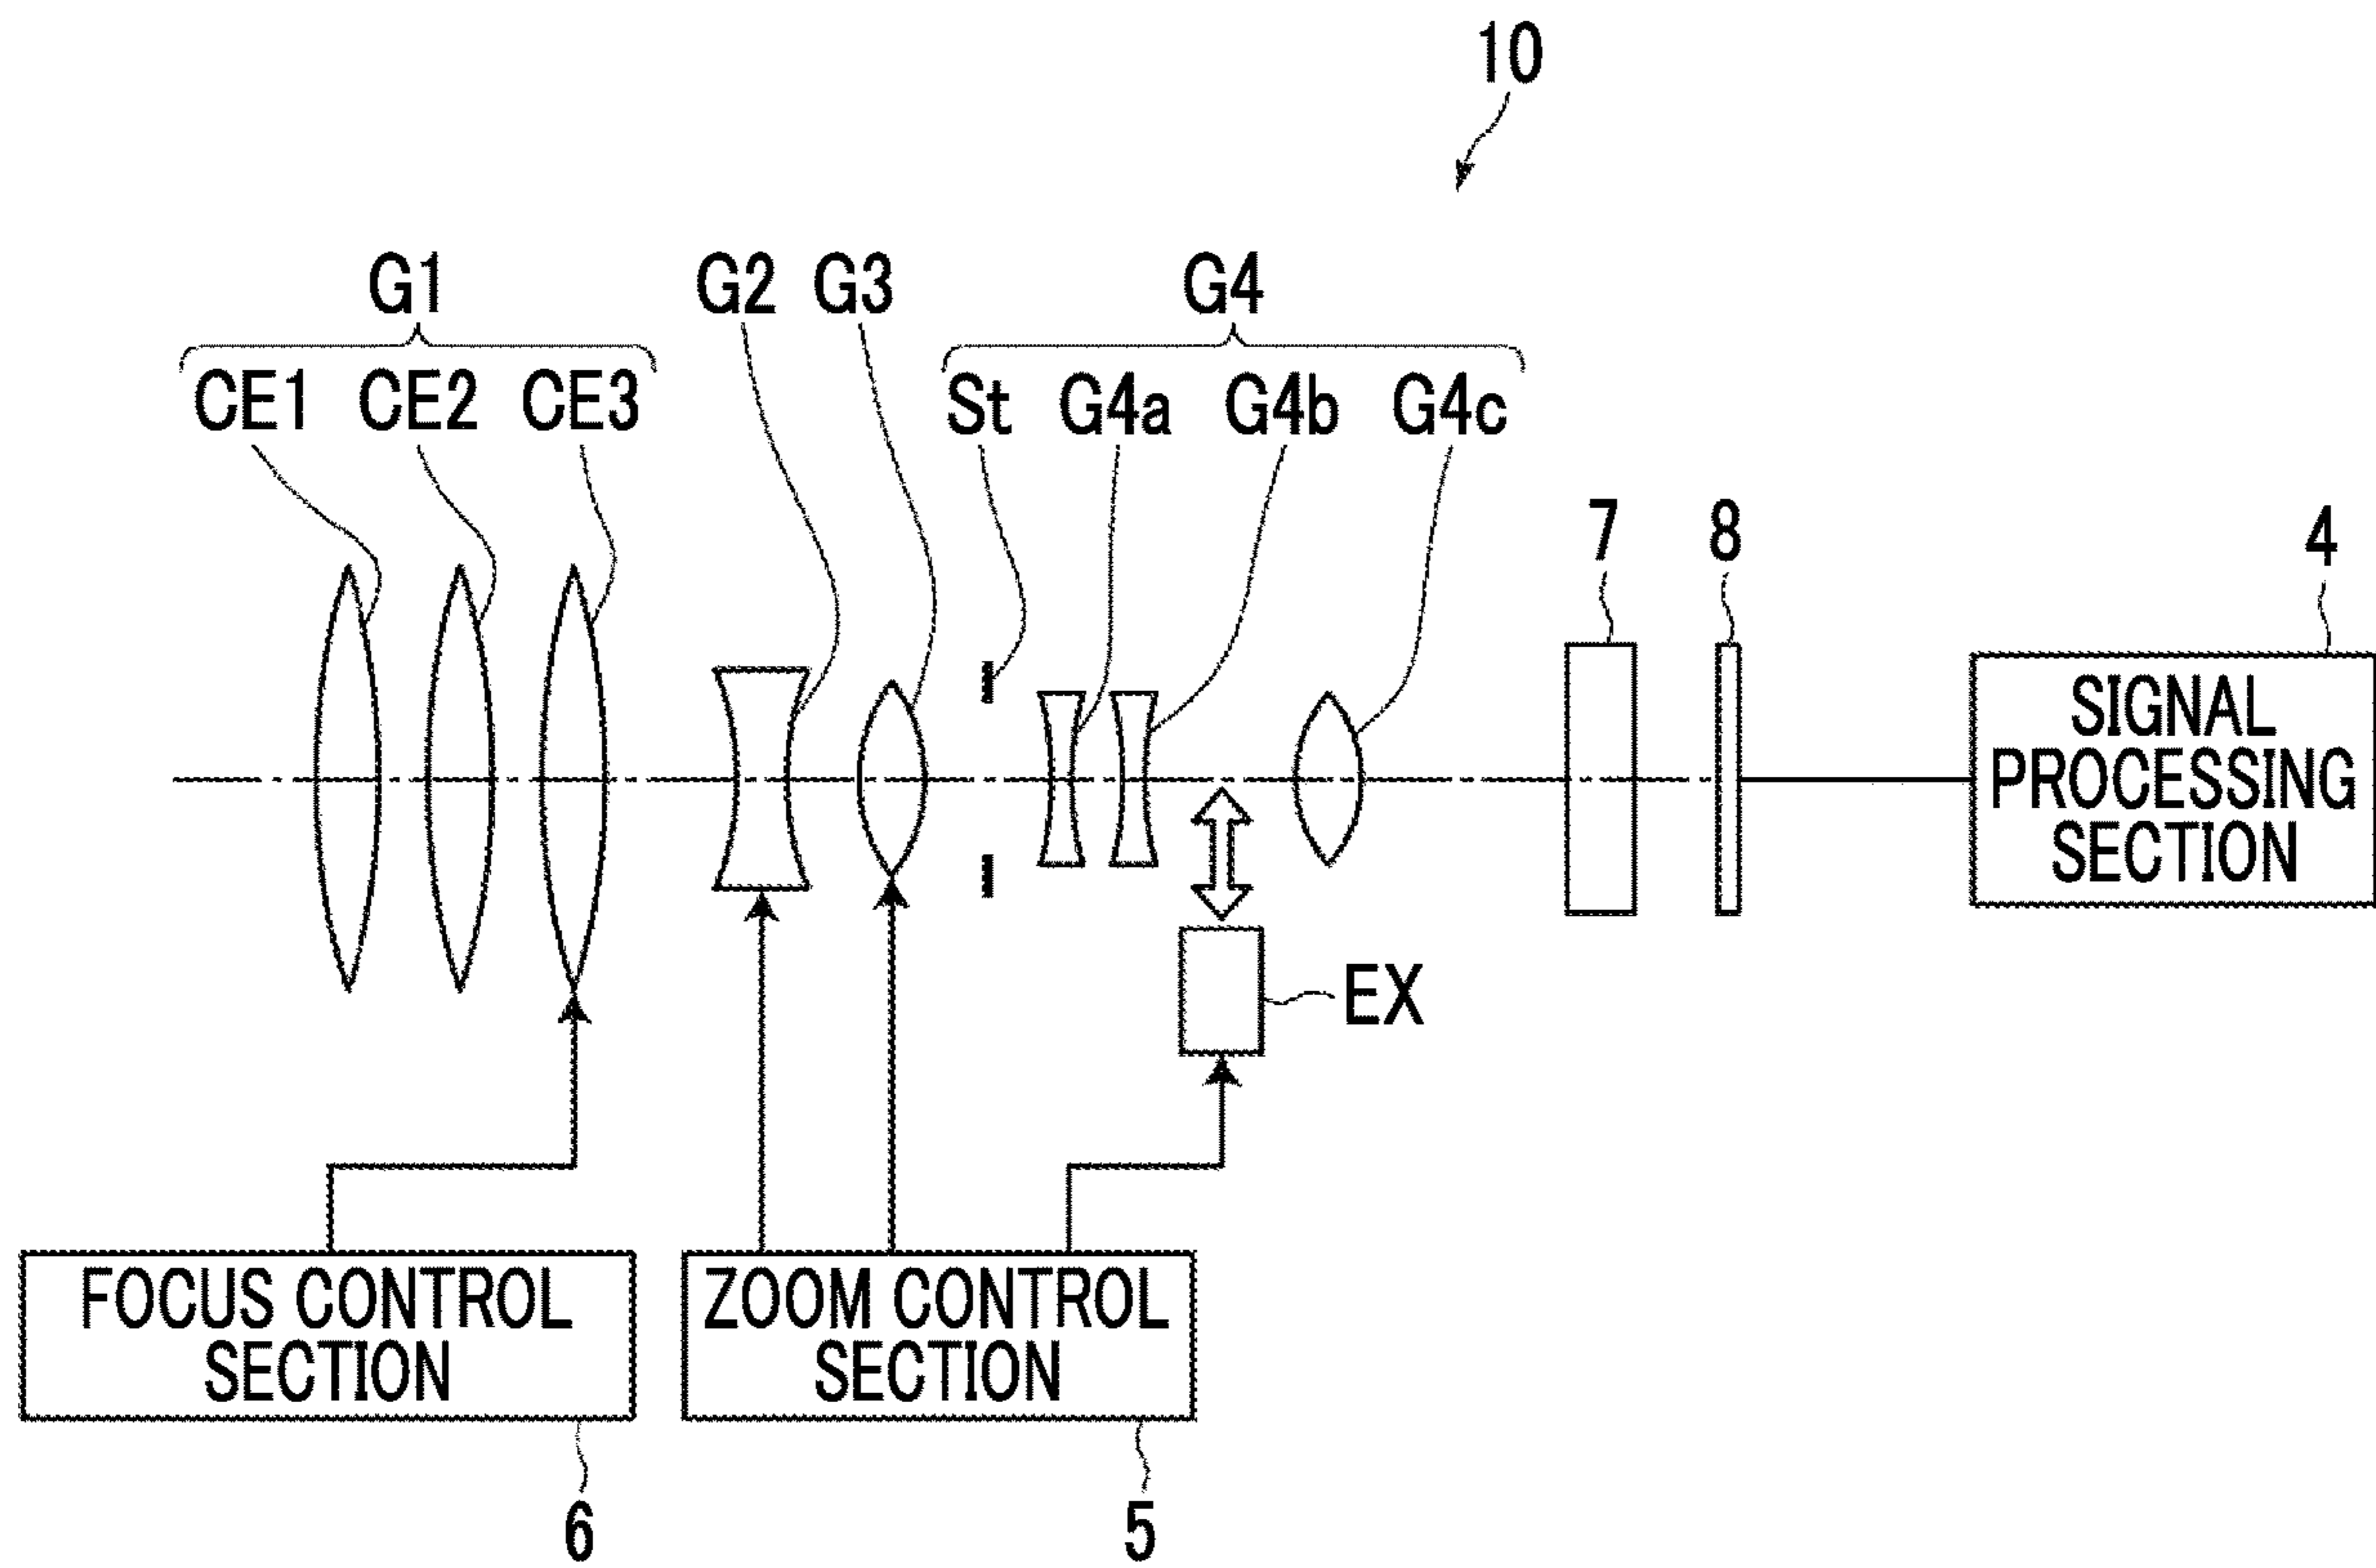 10
G1 G2 G3 G4
CE1 CE2 CE3 St G4a G4b G4c
7 8 4
SIGNAL
PROCESSING
SECTION
EX
FOCUS CONTROL
SECTION
ZOOM CONTROL
SECTION
6 5